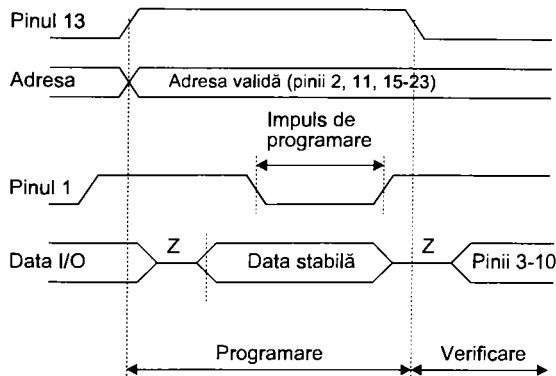 Pinul 13
Adresa
Adresa validă (pinii 2, 11, 15-23)
Impuls de
programare
Pinul 1
Data I/O
Z
Data stabilă
Z
Pinii 3-10
Programare
Verificare